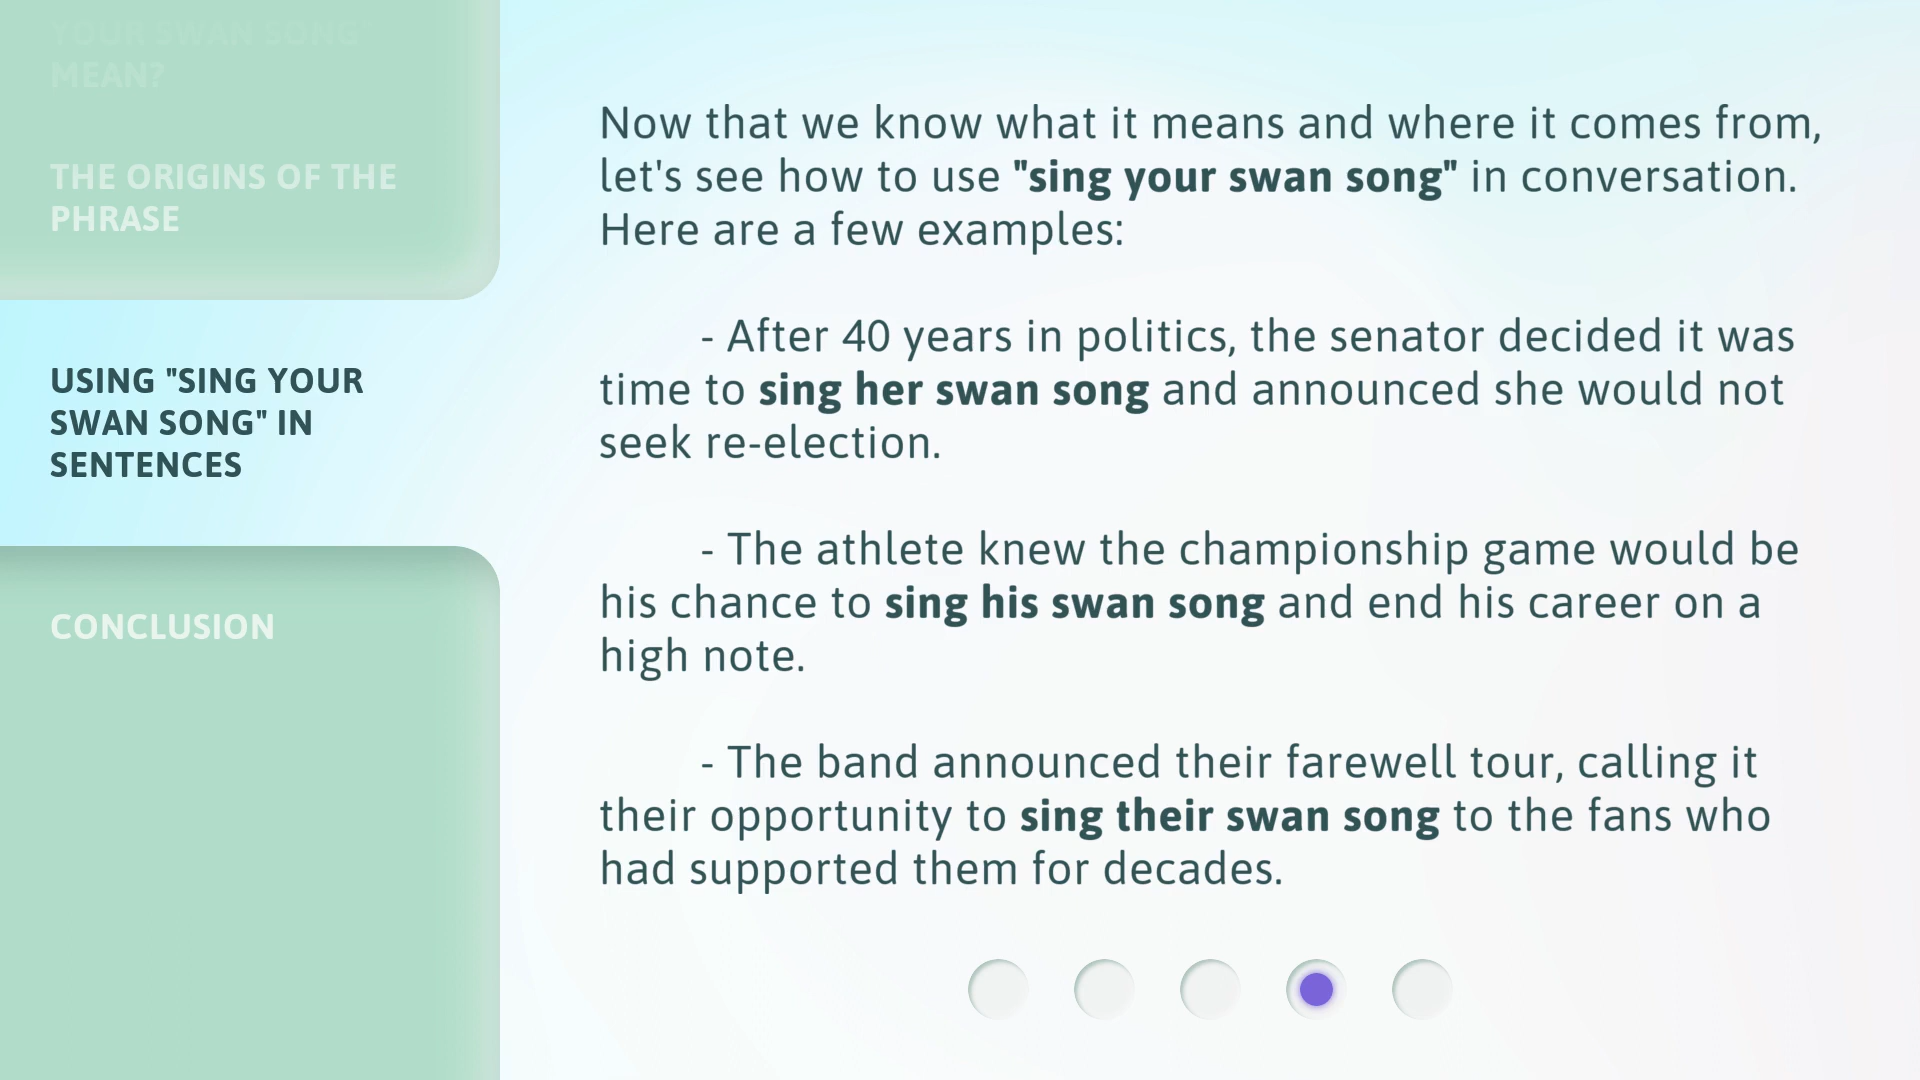 YOUR SWAN SONG
MEAN?
THE ORIGINS OF THE
PHRASE
USING "SING YOUR
SWAN SONG" IN
SENTENCES
CONCLUSION
Now that we know what it means and where it comes from,
let's see how to use "sing your swan song" in conversation.
Here are a few examples:
- After 40 years in politics, the senator decided it was
time to sing her swan song and announced she would not
seek re-election.
- The athlete knew the championship game would be
his chance to sing his swan song and end his career on a
high note.
- The band announced their farewell tour, calling it
their opportunity to sing their swan song to the fans who
had supported them for decades.